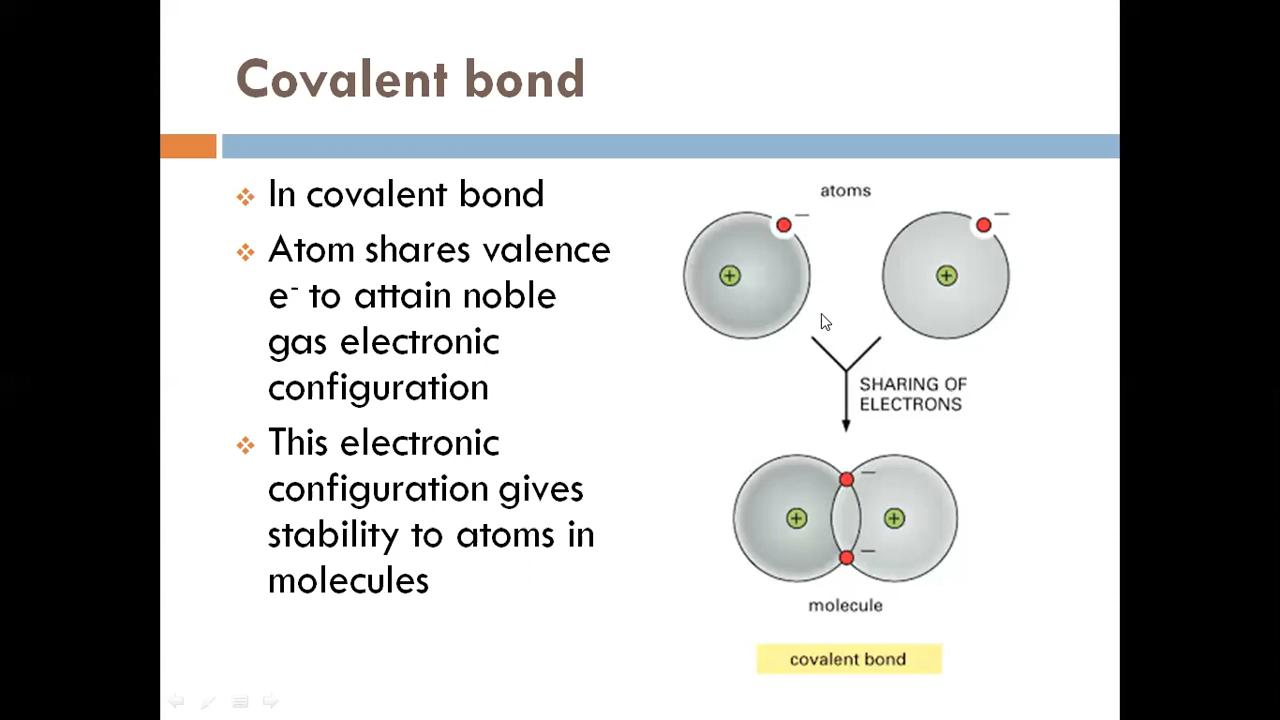 Covalent bond
In covalent bond
Atom shares valence
e⁻ to attain noble
gas electronic
configuration
This electronic
configuration gives
stability to atoms in
molecules
atoms
− −
+ +
SHARING OF
ELECTRONS
−
+ +
−
molecule
covalent bond